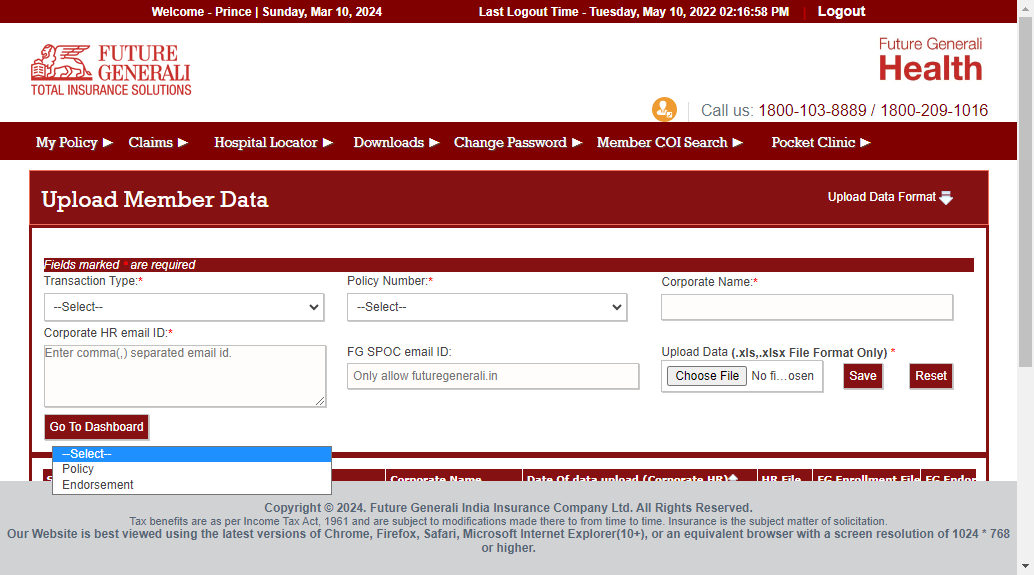 Welcome - Prince | Sunday, Mar 10, 2024 Last Logout Time - Tuesday, May 10, 2022 02:16:58 PM | Logout
FUTURE
GENERALI
TOTAL INSURANCE SOLUTIONS
Future Generali
Health
Call us: 1800-103-8889 / 1800-209-1016
My Policy Claims Hospital Locator Downloads Change Password Member COI Search Pocket Clinic
Upload Member Data
Upload Data Format
Fields marked * are required
Transaction Type:* Policy Number:* Corporate Name:*
--Select-- --Select--
Corporate HR email ID:*
Enter comma(,) separated email id.
FG SPOC email ID: Upload Data (.xls,.xlsx File Format Only) *
Only allow futuregenerali.in Choose File No fi...osen Save Reset
Go To Dashboard
--Select--
Policy
Endorsement
Corporate Name Date Of data upload (Corporate HR) HR File FG Enrollment File FG Endor
Copyright © 2024. Future Generali India Insurance Company Ltd. All Rights Reserved.
Tax benefits are as per Income Tax Act, 1961 and are subject to modifications made there to from time to time. Insurance is the subject matter of solicitation.
Our Website is best viewed using the latest versions of Chrome, Firefox, Safari, Microsoft Internet Explorer(10+), or an equivalent browser with a screen resolution of 1024 * 768
or higher.